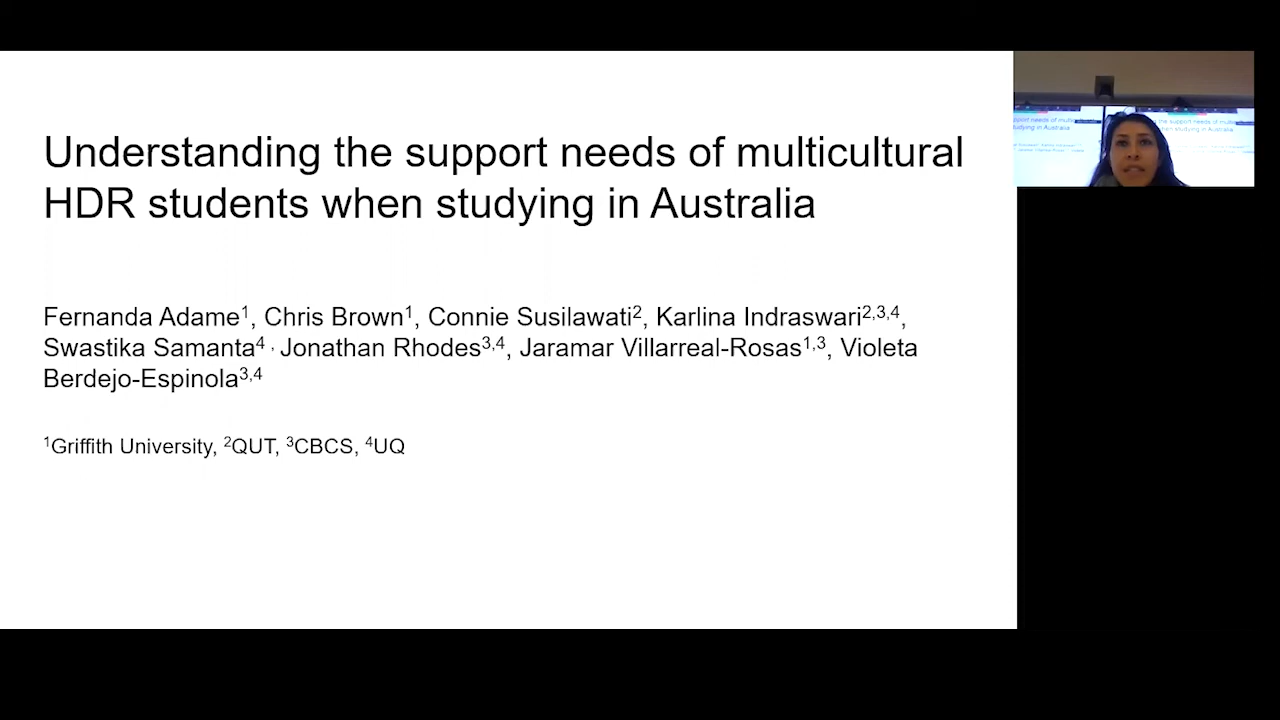 Understanding the support needs of multicultural
HDR students when studying in Australia
Fernanda Adame¹, Chris Brown¹, Connie Susilawati², Karlina Indraswari²,³,⁴,
Swastika Samanta⁴ , Jonathan Rhodes³,⁴, Jaramar Villarreal-Rosas¹,³, Violeta
Berdejo-Espinola³,⁴
¹Griffith University, ²QUT, ³CBCS, ⁴UQ